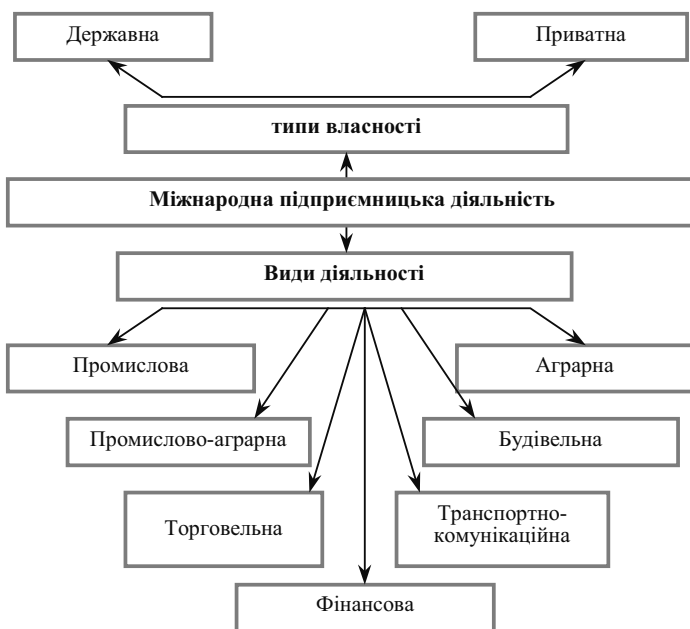 Державна
Приватна
типи власності
Міжнародна підприємницька діяльність
Види діяльності
Промислова
Аграрна
Промислово-аграрна
Будівельна
Торговельна
Транспортно-
комунікаційна
Фінансова